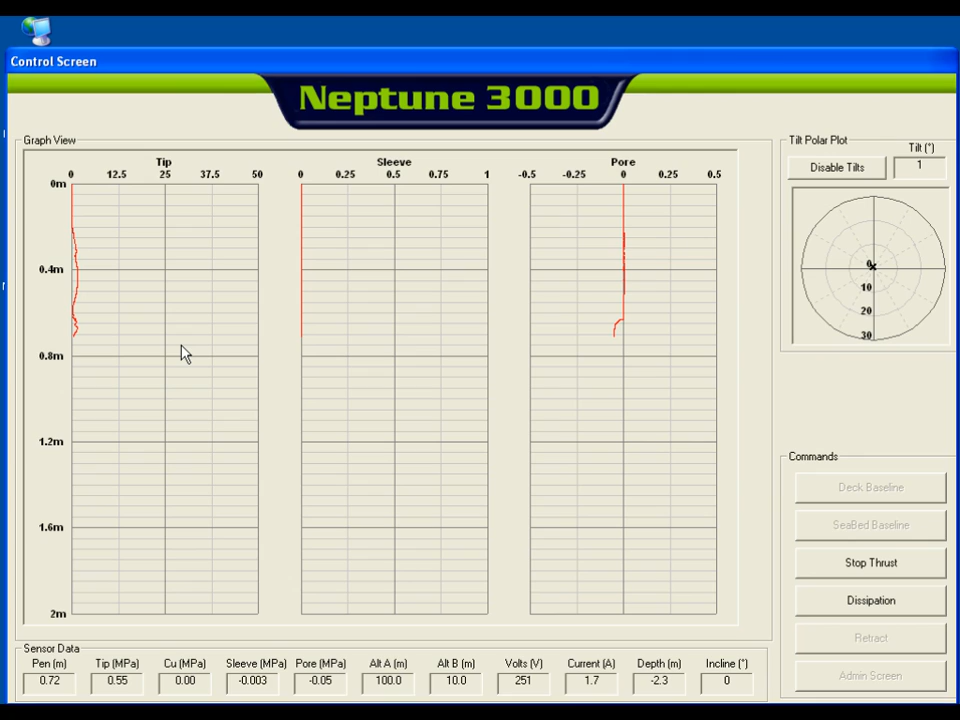 Control Screen
Neptune 3000
Graph View
Tip
0 12.5 25 37.5 50
0m
0.4m
0.8m
1.2m
1.6m
2m
Sleeve
0 0.25 0.5 0.75 1
Pore
-0.5 -0.25 0 0.25 0.5
Tilt Polar Plot
Tilt (°)
Disable Tilts
1
0
10
20
30
Commands
Deck Baseline
SeaBed Baseline
Stop Thrust
Dissipation
Retract
Admin Screen
Sensor Data
Pen (m) Tip (MPa) Cu (MPa) Sleeve (MPa) Pore (MPa) Alt A (m) Alt B (m) Volts (V) Current (A) Depth (m) Incline (°)
0.72 0.55 0.00 -0.003 -0.05 100.0 10.0 251 1.7 -2.3 0